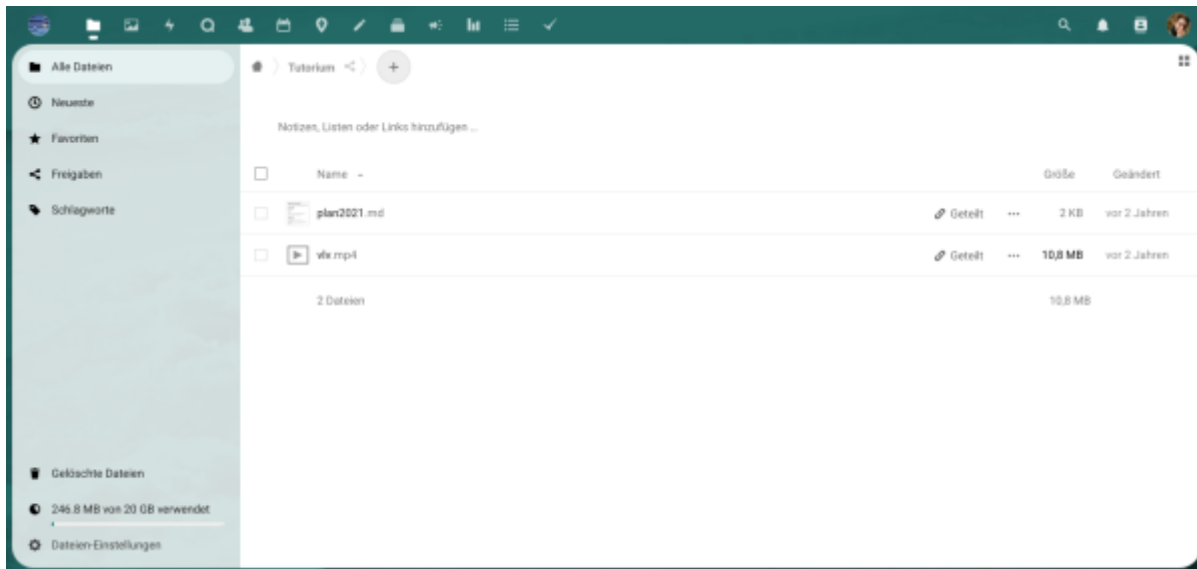 Alle Dateien
Tutorium
Neueste
Notizen, Listen oder Links hinzufügen ...
Favoriten
Freigaben
Name
Größe
Geändert
Schlagworte
plan2021.md
Geteilt
2 KB
vor 2 Jahren
vlv.mp4
Geteilt
10,8 MB
vor 2 Jahren
2 Dateien
10,8 MB
Gelöschte Dateien
246.8 MB von 20 GB verwendet
Dateien-Einstellungen